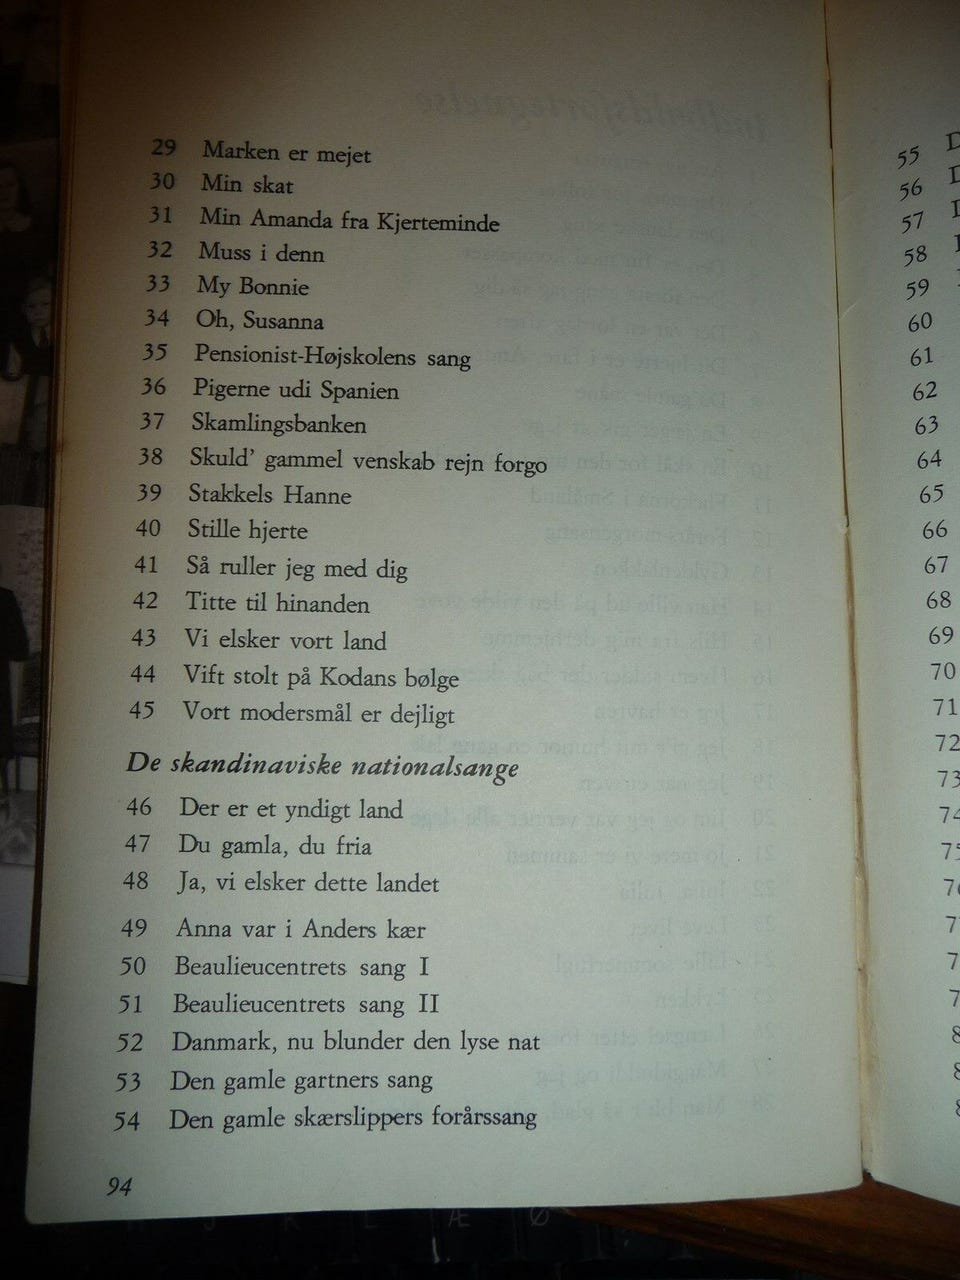 29 Marken er mejet
30 Min skat
31 Min Amanda fra Kjerteminde
32 Muss i denn
33 My Bonnie
34 Oh, Susanna
35 Pensionist-Højskolens sang
36 Pigerne udi Spanien
37 Skamlingsbanken
38 Skuld' gammel venskab rejn forgo
39 Stakkels Hanne
40 Stille hjerte
41 Så ruller jeg med dig
42 Titte til hinanden
43 Vi elsker vort land
44 Vift stolt på Kodans bølge
45 Vort modersmål er dejligt
De skandinaviske nationalsange
46 Der er et yndigt land
47 Du gamla, du fria
48 Ja, vi elsker dette landet
49 Anna var i Anders kær
50 Beaulieucentrets sang I
51 Beaulieucentrets sang II
52 Danmark, nu blunder den lyse nat
53 Den gamle gartners sang
54 Den gamle skærslippers forårssang
94
55
56
57
58
59
60
61
62
63
64
65
66
67
68
69
70
71
72
J K L Æ Ø